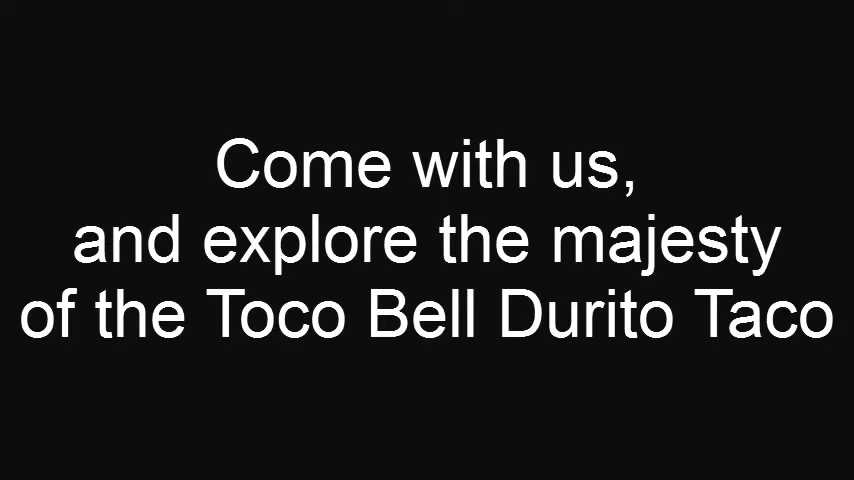 Come with us,
and explore the majesty
of the Toco Bell Durito Taco